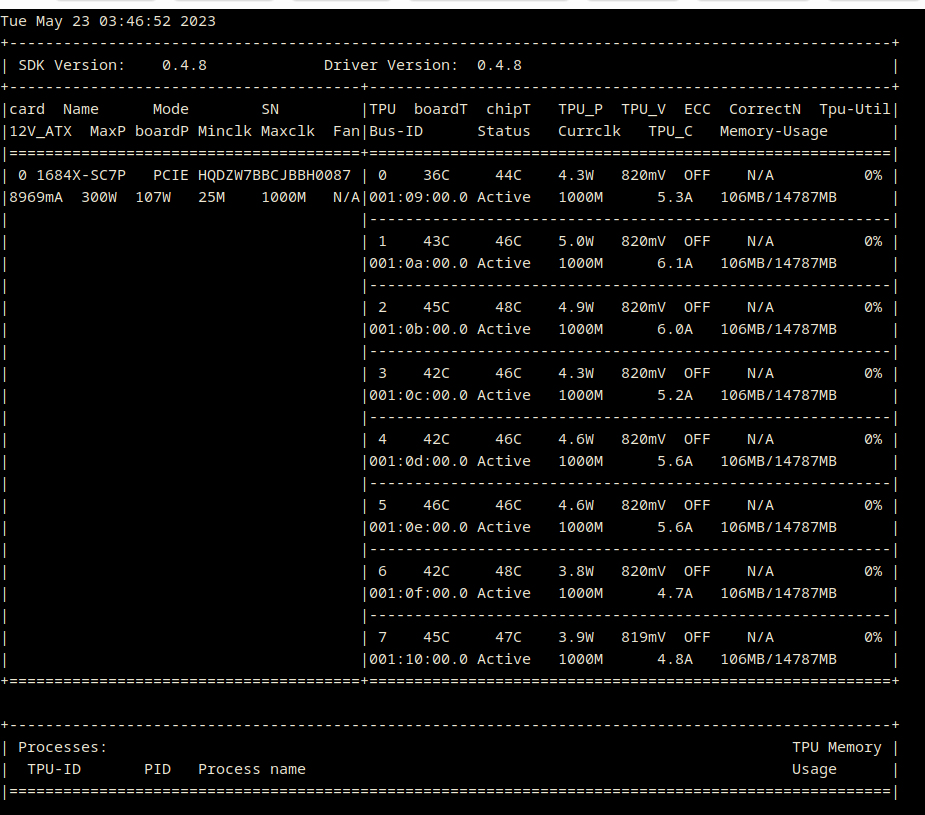 Tue May 23 03:46:52 2023
+--------------------------------------------------------------------------------------------------+
| SDK Version:    0.4.8             Driver Version:  0.4.8                                         |
+---------------------------------------+----------------------------------------------------------+
|card  Name      Mode        SN         |TPU  boardT  chipT   TPU_P  TPU_V  ECC  CorrectN  Tpu-Util|
|12V_ATX  MaxP boardP Minclk Maxclk  Fan|Bus-ID      Status   Currclk   TPU_C   Memory-Usage       |
|=======================================+==========================================================|
| 0 1684X-SC7P   PCIE HQDZW7BBCJBBH0087 | 0    36C     44C    4.3W   820mV  OFF    N/A          0% |
|8969mA  300W  107W   25M    1000M   N/A|001:09:00.0 Active   1000M      5.3A   106MB/14787MB      |
|                                       |----------------------------------------------------------|
|                                       | 1    43C     46C    5.0W   820mV  OFF    N/A          0% |
|                                       |001:0a:00.0 Active   1000M      6.1A   106MB/14787MB      |
|                                       |----------------------------------------------------------|
|                                       | 2    45C     48C    4.9W   820mV  OFF    N/A          0% |
|                                       |001:0b:00.0 Active   1000M      6.0A   106MB/14787MB      |
|                                       |----------------------------------------------------------|
|                                       | 3    42C     46C    4.3W   820mV  OFF    N/A          0% |
|                                       |001:0c:00.0 Active   1000M      5.2A   106MB/14787MB      |
|                                       |----------------------------------------------------------|
|                                       | 4    42C     46C    4.6W   820mV  OFF    N/A          0% |
|                                       |001:0d:00.0 Active   1000M      5.6A   106MB/14787MB      |
|                                       |----------------------------------------------------------|
|                                       | 5    46C     46C    4.6W   820mV  OFF    N/A          0% |
|                                       |001:0e:00.0 Active   1000M      5.6A   106MB/14787MB      |
|                                       |----------------------------------------------------------|
|                                       | 6    42C     48C    3.8W   820mV  OFF    N/A          0% |
|                                       |001:0f:00.0 Active   1000M      4.7A   106MB/14787MB      |
|                                       |----------------------------------------------------------|
|                                       | 7    45C     47C    3.9W   819mV  OFF    N/A          0% |
|                                       |001:10:00.0 Active   1000M      4.8A   106MB/14787MB      |
+=======================================+==========================================================+

+--------------------------------------------------------------------------------------------------+
| Processes:                                                                            TPU Memory |
|  TPU-ID       PID   Process name                                                      Usage      |
|==================================================================================================|